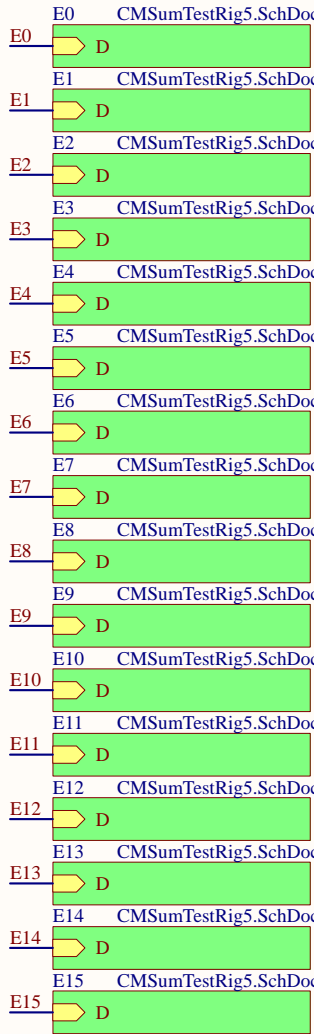 E0 CMSumTestRig5.SchDoc
E0 D
E1 CMSumTestRig5.SchDoc
E1 D
E2 CMSumTestRig5.SchDoc
E2 D
E3 CMSumTestRig5.SchDoc
E3 D
E4 CMSumTestRig5.SchDoc
E4 D
E5 CMSumTestRig5.SchDoc
E5 D
E6 CMSumTestRig5.SchDoc
E6 D
E7 CMSumTestRig5.SchDoc
E7 D
E8 CMSumTestRig5.SchDoc
E8 D
E9 CMSumTestRig5.SchDoc
E9 D
E10 CMSumTestRig5.SchDoc
E10 D
E11 CMSumTestRig5.SchDoc
E11 D
E12 CMSumTestRig5.SchDoc
E12 D
E13 CMSumTestRig5.SchDoc
E13 D
E14 CMSumTestRig5.SchDoc
E14 D
E15 CMSumTestRig5.SchDoc
E15 D